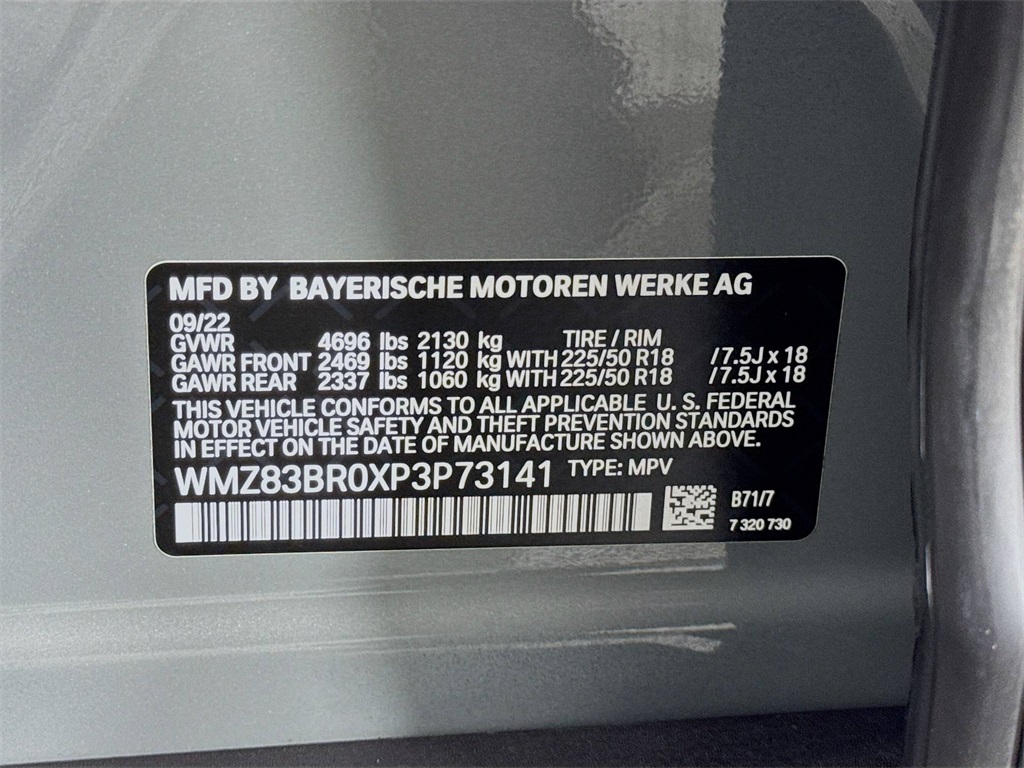 MFD BY BAYERISCHE MOTOREN WERKE AG
09/22
GVWR 4696 lbs 2130 kg TIRE / RIM
GAWR FRONT 2469 lbs 1120 kg WITH 225/50 R18 /7.5J x 18
GAWR REAR 2337 lbs 1060 kg WITH 225/50 R18 /7.5J x 18
THIS VEHICLE CONFORMS TO ALL APPLICABLE U. S. FEDERAL
MOTOR VEHICLE SAFETY AND THEFT PREVENTION STANDARDS
IN EFFECT ON THE DATE OF MANUFACTURE SHOWN ABOVE.
WMZ83BR0XP3P73141 TYPE: MPV
B71/7
7 320 730